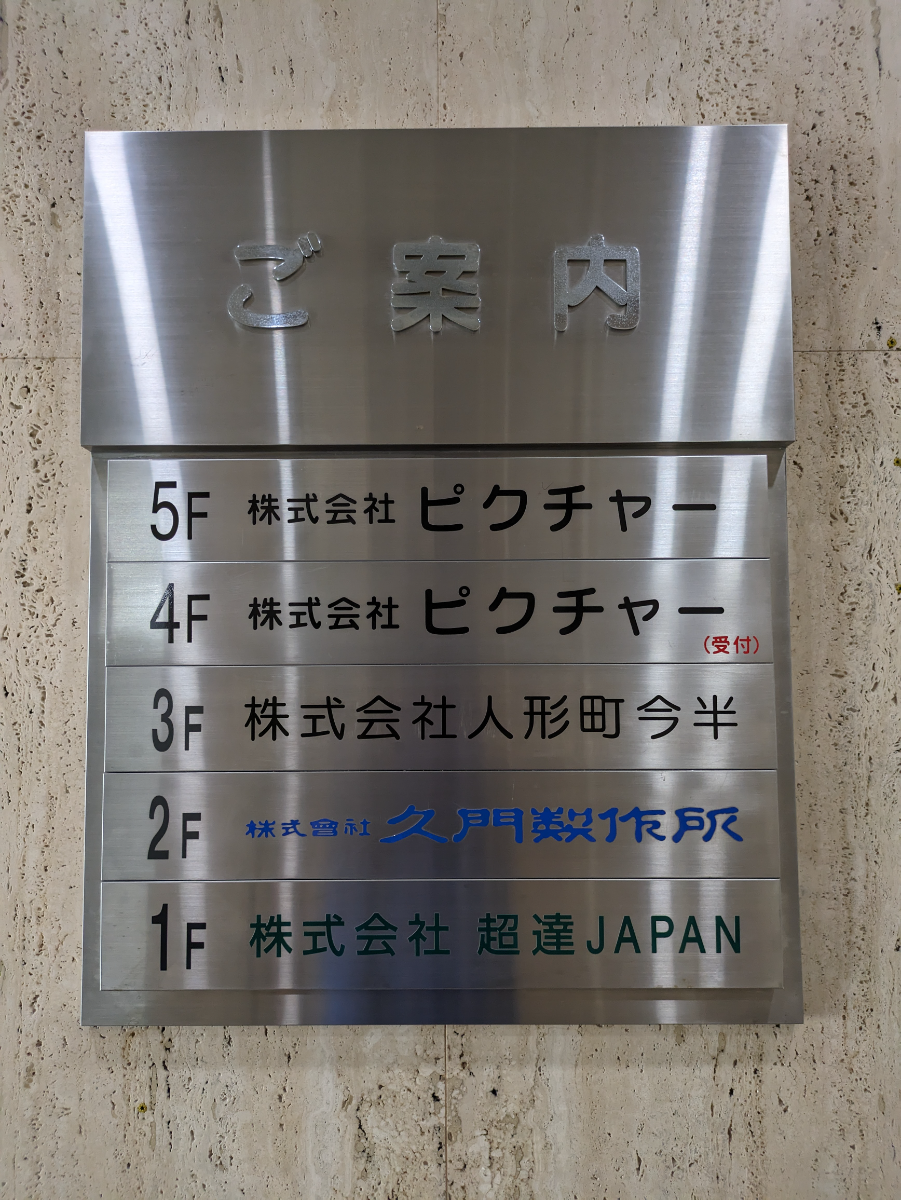 ご案内
5F 株式会社 ピクチャー
4F 株式会社 ピクチャー
(受付)
3F 株式会社人形町今半
2F 株式會社 久門製作所
1F 株式会社 超達JAPAN